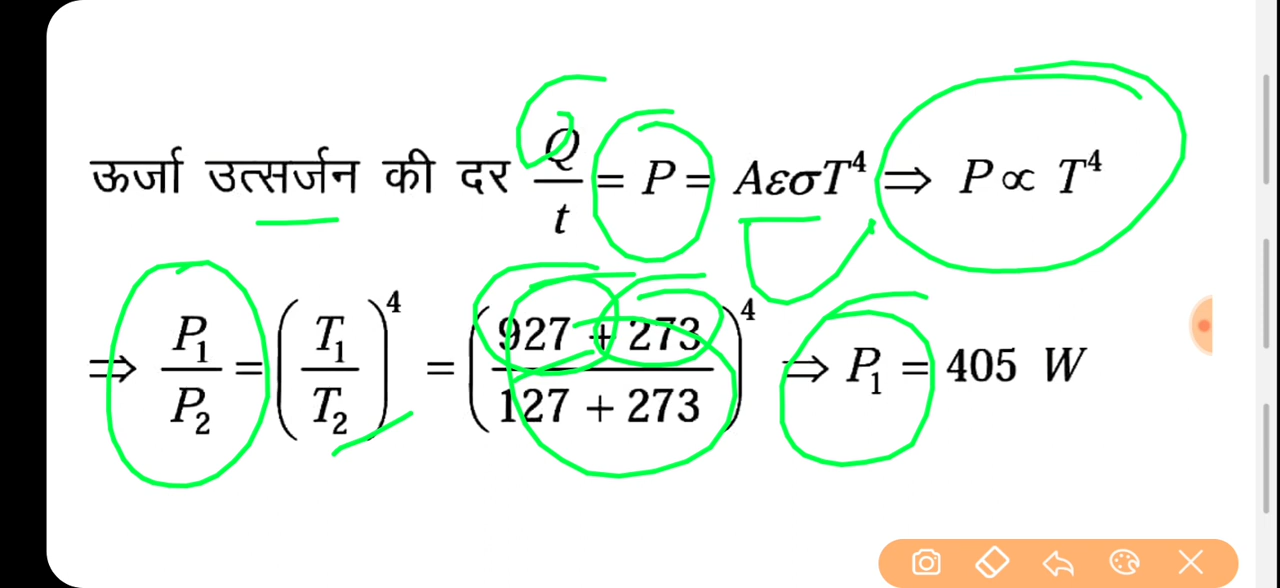 ऊर्जा उत्सर्जन की दर Q/t = P = AεσT⁴ ⇒ P ∝ T⁴
⇒ P₁/P₂ = (T₁/T₂)⁴ = ((927 + 273)/(127 + 273))⁴ ⇒ P₁ = 405 W